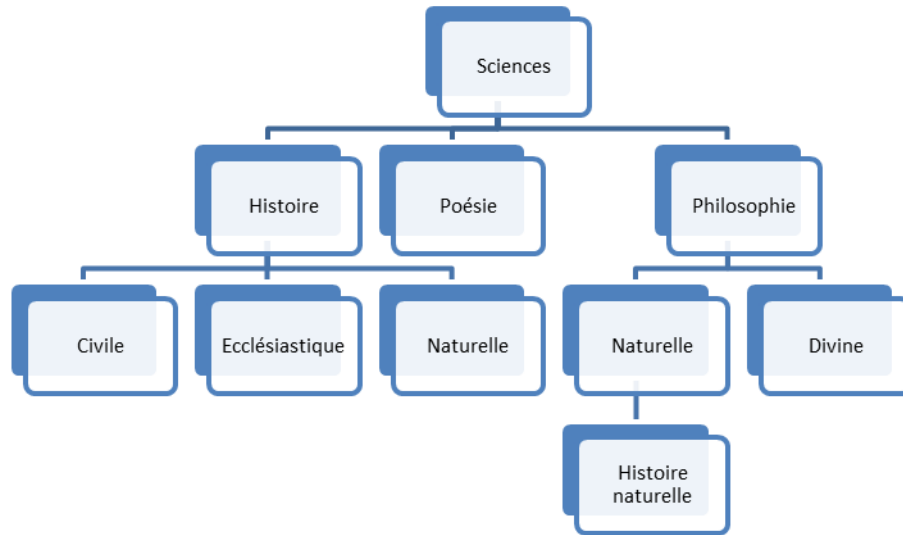 Sciences
Histoire
Poésie
Philosophie
Civile
Ecclésiastique
Naturelle
Naturelle
Divine
Histoire
naturelle